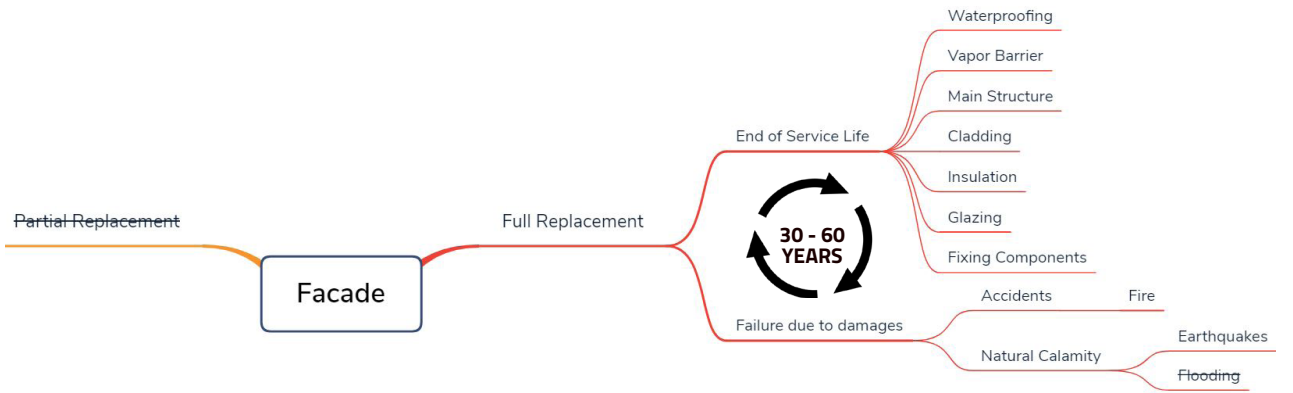 Waterproofing
Vapor Barrier
Main Structure
End of Service Life
Cladding
Insulation
Partial Replacement
Full Replacement
Glazing
30 - 60
YEARS
Fixing Components
Facade
Accidents
Fire
Failure due to damages
Earthquakes
Natural Calamity
Flooding